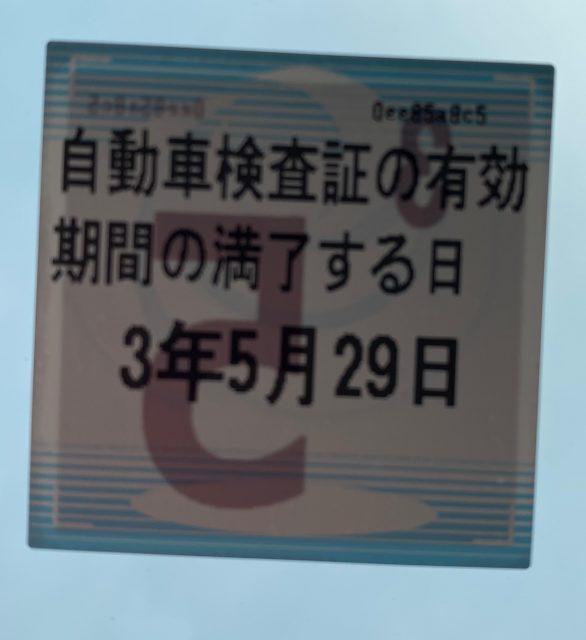 0ee85a8c5
自動車検査証の有効
期間の満了する日
3年5月29日